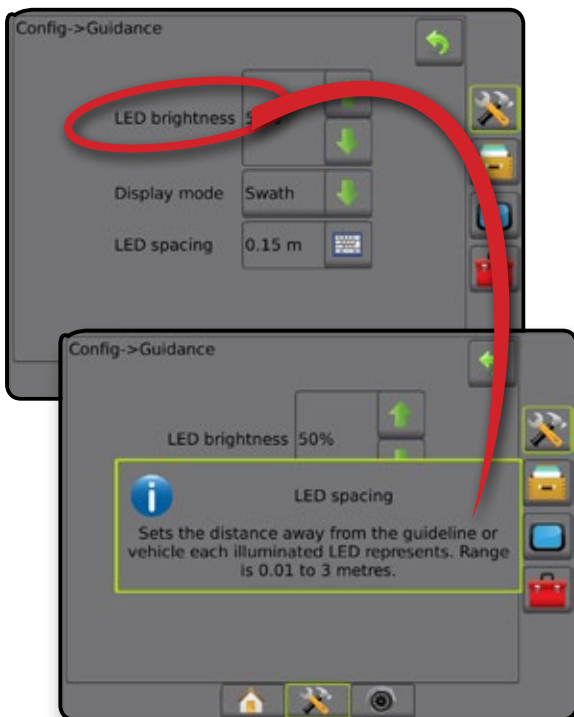 Config->Guidance
LED brightness 5
Display mode Swath
LED spacing 0.15 m
Config->Guidance
LED brightness 50%
LED spacing
Sets the distance away from the guideline or
vehicle each illuminated LED represents. Range
is 0.01 to 3 metres.